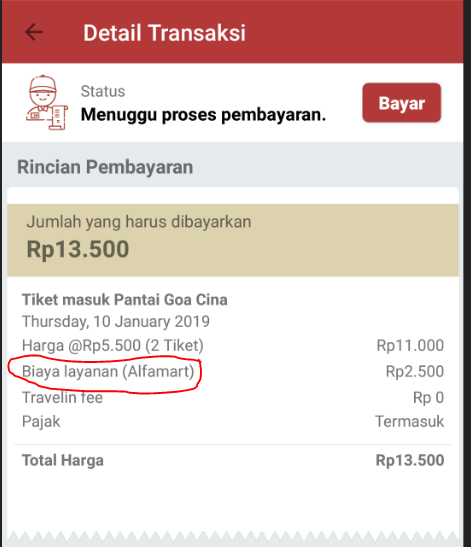 Detail Transaksi
Status
Menuggu proses pembayaran.
Bayar
Rincian Pembayaran
Jumlah yang harus dibayarkan
Rp13.500
Tiket masuk Pantai Goa Cina
Thursday, 10 January 2019
Harga @Rp5.500 (2 Tiket) Rp11.000
Biaya layanan (Alfamart) Rp2.500
Travelin fee Rp 0
Pajak Termasuk
Total Harga Rp13.500